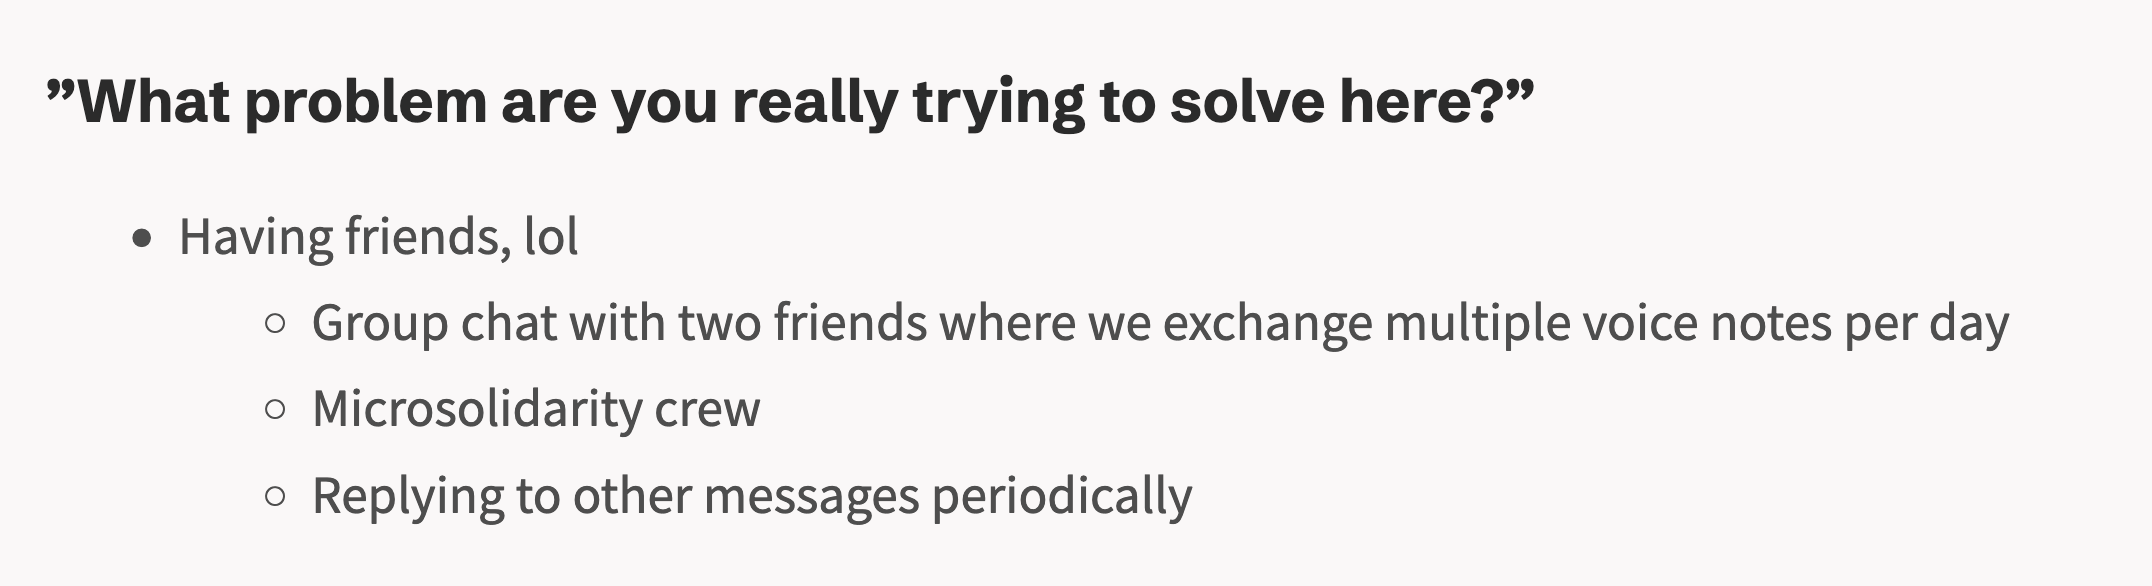 ”What problem are you really trying to solve here?”
• Having friends, lol
○ Group chat with two friends where we exchange multiple voice notes per day
○ Microsolidarity crew
○ Replying to other messages periodically